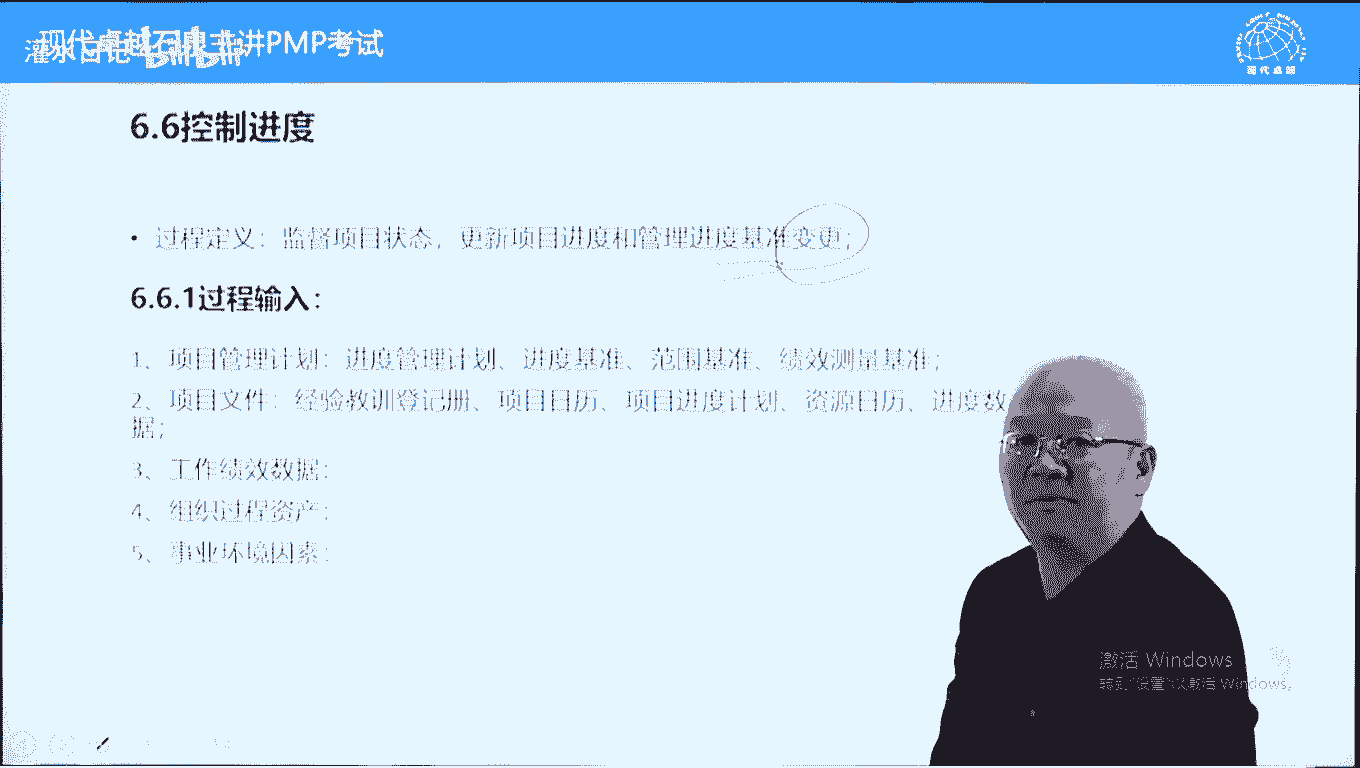 现代卓越石泉主讲PMP考试
bilibili
现代卓越
6.6控制进度
• 过程定义：监督项目状态，更新项目进度和管理进度基准变更；
6.6.1过程输入：
1、项目管理计划：进度管理计划、进度基准、范围基准、绩效测量基准；
2、项目文件：经验教训登记册、项目日历、项目进度计划、资源日历、进度数
据；
3、工作绩效数据：
4、组织过程资产：
5、事业环境因素：
激活 Windows
转到"设置"以激活 Windows。